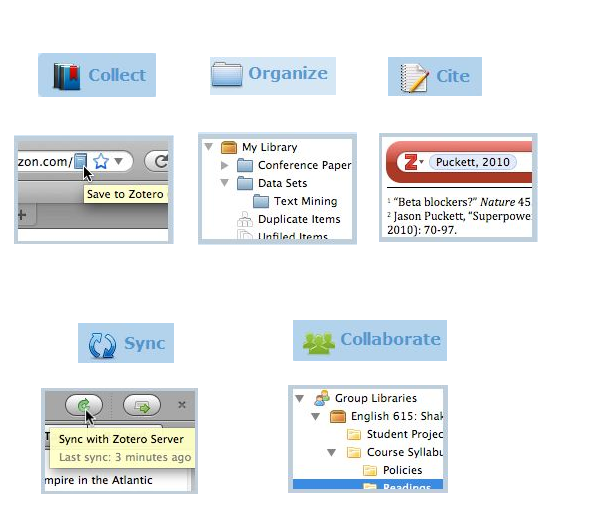 Collect
Organize
Cite
zon.com/
Save to Zotero
My Library
Conference Paper
Data Sets
Text Mining
Duplicate Items
Unfiled Items
Puckett, 2010
1 “Beta blockers?” Nature 45
2 Jason Puckett, “Superpowe
2010): 70-97.
Sync
Collaborate
Sync with Zotero Server
Last sync: 3 minutes ago
mpire in the Atlantic
Group Libraries
English 615: Shak
Student Projec
Course Syllabu
Policies
Readings